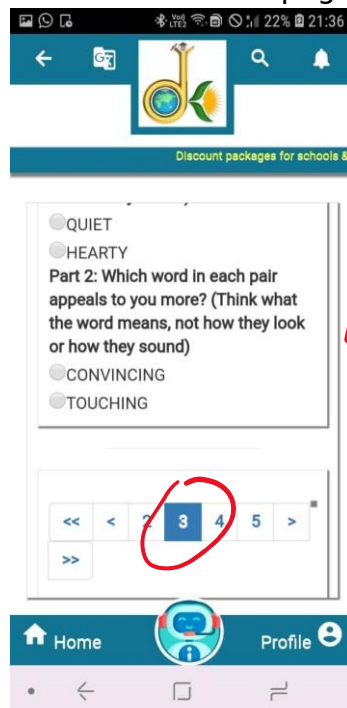 22% 21:36
Discount packages for schools &
QUIET
HEARTY
Part 2: Which word in each pair
appeals to you more? (Think what
the word means, not how they look
or how they sound)
CONVINCING
TOUCHING
<< < 2 3 4 5 >
>>
Home Profile